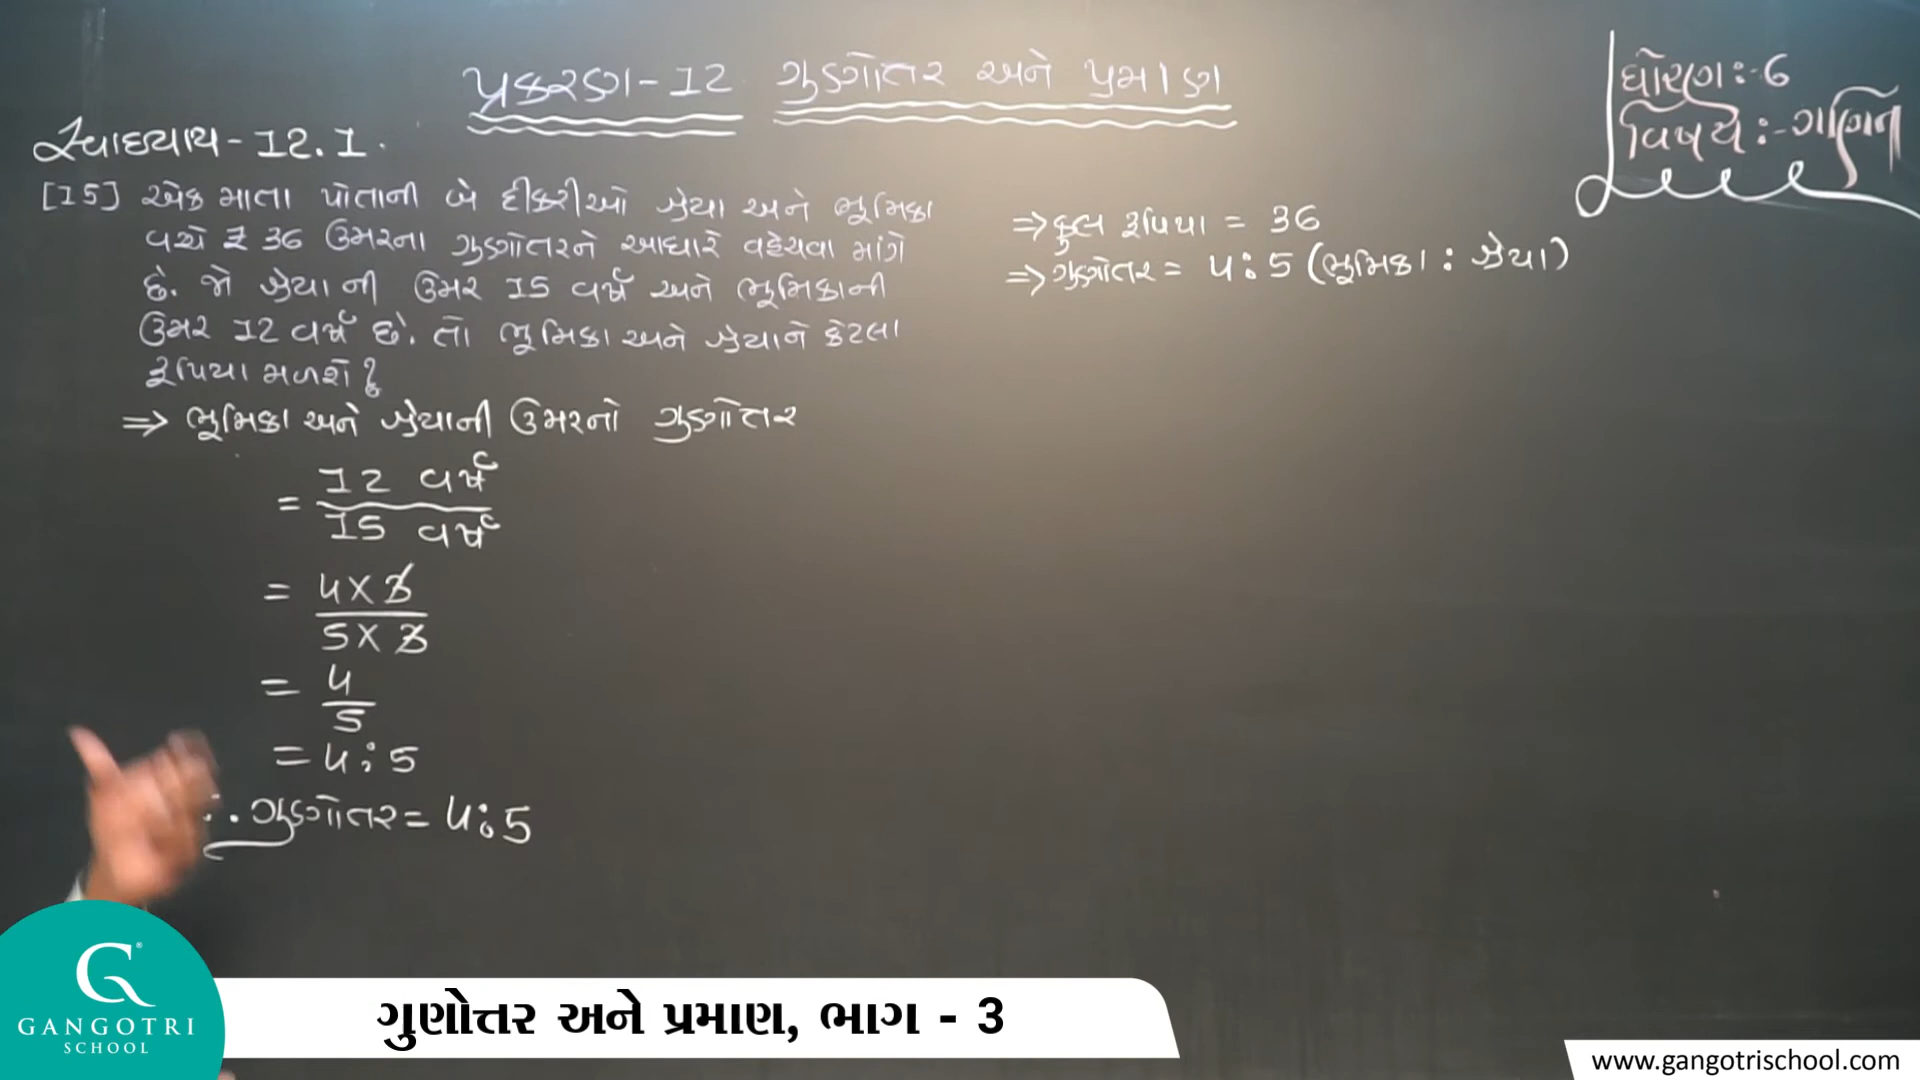 પ્રકરણ-12 ગુણોતર અને પ્રમાણ
ધોરણ:-6
વિષય:-ગણિત
સ્વાધ્યાય-12.1.
[15] એક માતા પોતાની બે દીકરીઓ શ્રેયા અને ભૂમિકા
વચ્ચે ₹ 36 ઉંમરના ગુણોતરને આધારે વહેંચવા માંગે
છે. જો શ્રેયાની ઉંમર 15 વર્ષ અને ભૂમિકાની
ઉંમર 12 વર્ષ છે. તો ભૂમિકા અને શ્રેયાને કેટલા
રૂપિયા મળશે?
⇒ ભૂમિકા અને શ્રેયાની ઉંમરનો ગુણોતર
= 12 વર્ષ
15 વર્ષ
= 4×3
5×3
= 4
5
= 4:5
∴ ગુણોતર = 4:5
⇒ કુલ રૂપિયા = 36
⇒ ગુણોતર = 4:5 (ભૂમિકા : શ્રેયા)
GANGOTRI
SCHOOL
ગુણોત્તર અને પ્રમાણ, ભાગ - 3
www.gangotrischool.com